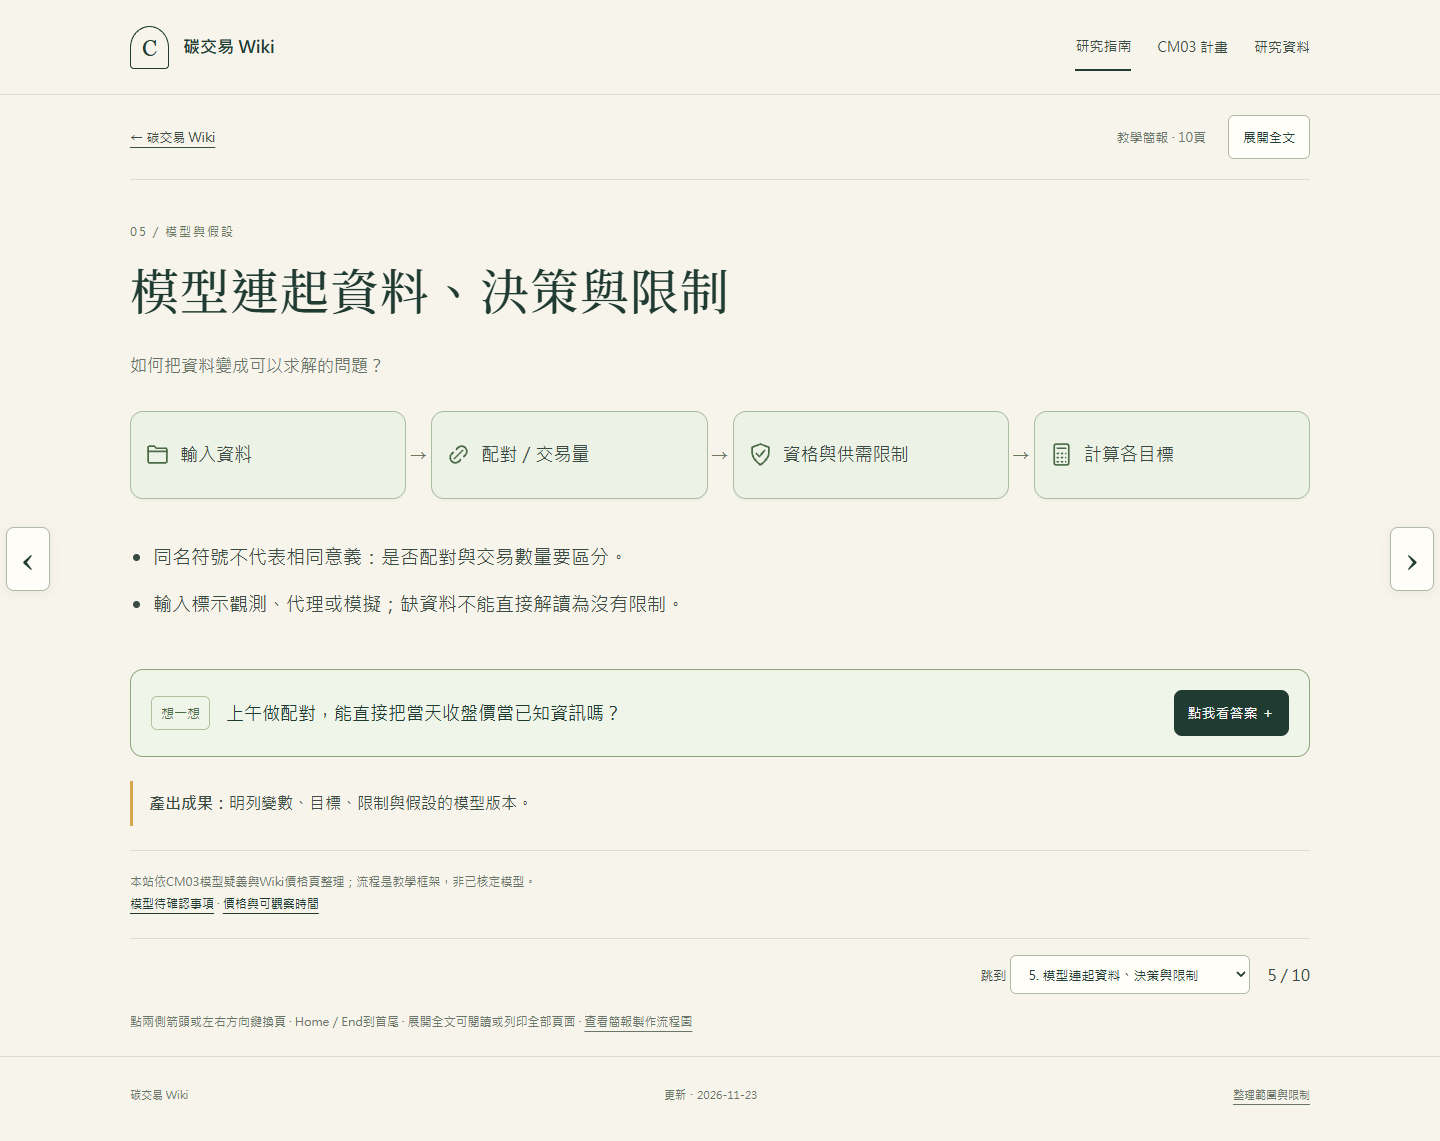 C 碳交易 Wiki
研究指南 CM03 計畫 研究資料
← 碳交易 Wiki
教學簡報 · 10頁 展開全文
05 / 模型與假設
模型連起資料、決策與限制
如何把資料變成可以求解的問題？
輸入資料 → 配對 / 交易量 → 資格與供需限制 → 計算各目標
• 同名符號不代表相同意義：是否配對與交易數量要區分。
• 輸入標示觀測、代理或模擬；缺資料不能直接解讀為沒有限制。
‹
›
想一想 上午做配對，能直接把當天收盤價當已知資訊嗎？ 點我看答案 +
產出成果：明列變數、目標、限制與假設的模型版本。
本站依CM03模型疑義與Wiki價格頁整理；流程是教學框架，非已核定模型。
模型待確認事項 · 價格與可觀察時間
跳到 5. 模型連起資料、決策與限制 5 / 10
點兩側箭頭或左右方向鍵換頁 · Home / End到首尾 · 展開全文可閱讀或列印全部頁面 · 查看簡報製作流程圖
碳交易 Wiki 更新 · 2026-11-23 整理範圍與限制